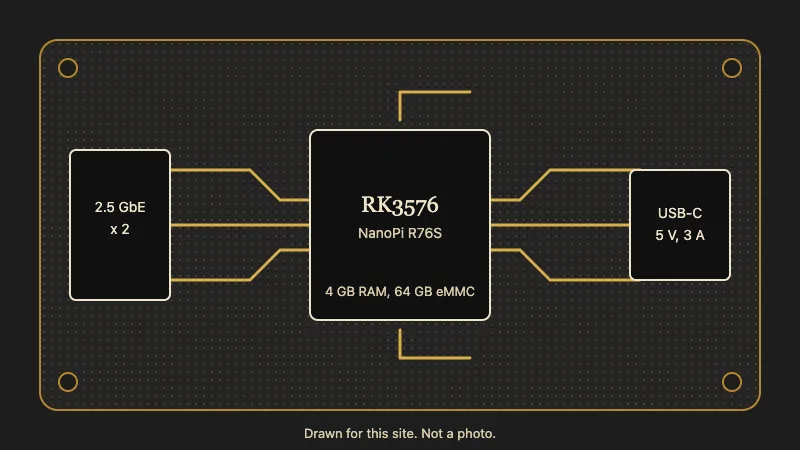 2.5 GbE
x 2
RK3576
NanoPi R76S
4 GB RAM, 64 GB eMMC
USB-C
5 V, 3 A
Drawn for this site. Not a photo.